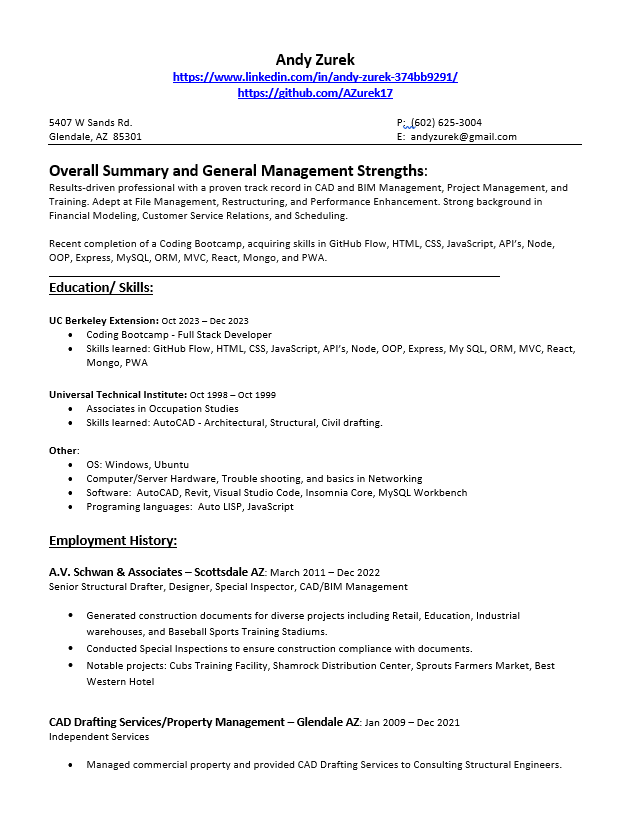 Andy Zurek
https://www.linkedin.com/in/andy-zurek-374bb9291/
https://github.com/AZurek17
5407 W Sands Rd. P: (602) 625-3004
Glendale, AZ 85301 E: andyzurek@gmail.com
Overall Summary and General Management Strengths:
Results-driven professional with a proven track record in CAD and BIM Management, Project Management, and
Training. Adept at File Management, Restructuring, and Performance Enhancement. Strong background in
Financial Modeling, Customer Service Relations, and Scheduling.
Recent completion of a Coding Bootcamp, acquiring skills in GitHub Flow, HTML, CSS, JavaScript, API's, Node,
OOP, Express, MySQL, ORM, MVC, React, Mongo, and PWA.
Education/ Skills:
UC Berkeley Extension: Oct 2023 – Dec 2023
• Coding Bootcamp - Full Stack Developer
• Skills learned: GitHub Flow, HTML, CSS, JavaScript, API's, Node, OOP, Express, My SQL, ORM, MVC, React,
Mongo, PWA
Universal Technical Institute: Oct 1998 – Oct 1999
• Associates in Occupation Studies
• Skills learned: AutoCAD - Architectural, Structural, Civil drafting.
Other:
• OS: Windows, Ubuntu
• Computer/Server Hardware, Trouble shooting, and basics in Networking
• Software: AutoCAD, Revit, Visual Studio Code, Insomnia Core, MySQL Workbench
• Programing languages: Auto LISP, JavaScript
Employment History:
A.V. Schwan & Associates – Scottsdale AZ: March 2011 – Dec 2022
Senior Structural Drafter, Designer, Special Inspector, CAD/BIM Management
• Generated construction documents for diverse projects including Retail, Education, Industrial
warehouses, and Baseball Sports Training Stadiums.
• Conducted Special Inspections to ensure construction compliance with documents.
• Notable projects: Cubs Training Facility, Shamrock Distribution Center, Sprouts Farmers Market, Best
Western Hotel
CAD Drafting Services/Property Management – Glendale AZ: Jan 2009 – Dec 2021
Independent Services
• Managed commercial property and provided CAD Drafting Services to Consulting Structural Engineers.